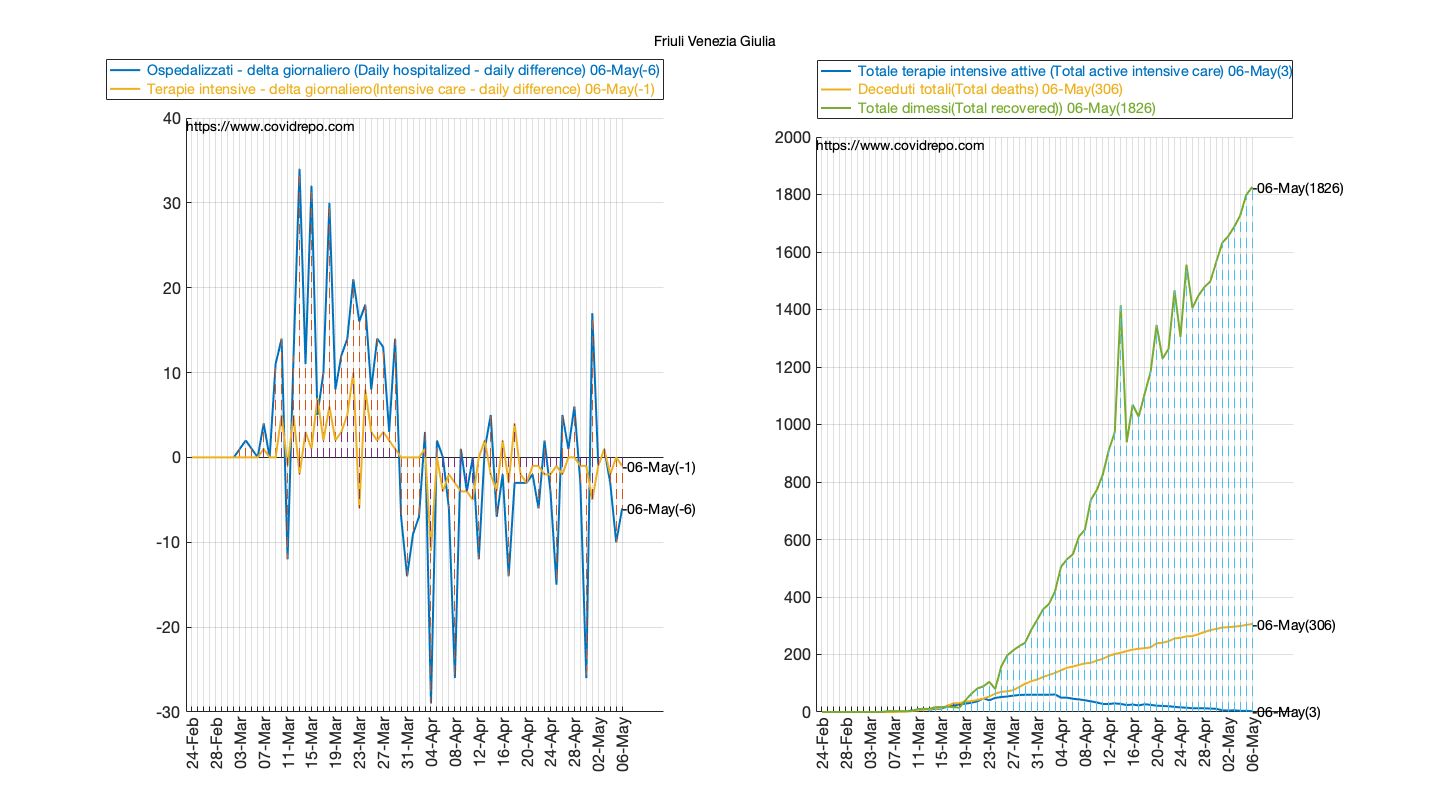 Friuli Venezia Giulia
Ospedalizzati - delta giornaliero (Daily hospitalized - daily difference) 06-May(-6)
Terapie intensive - delta giornaliero(Intensive care - daily difference) 06-May(-1)
https://www.covidrepo.com
40
30
20
10
0
-10
-20
-30
06-May(-1)
06-May(-6)
24-Feb
28-Feb
03-Mar
07-Mar
11-Mar
15-Mar
19-Mar
23-Mar
27-Mar
31-Mar
04-Apr
08-Apr
12-Apr
16-Apr
20-Apr
24-Apr
28-Apr
02-May
06-May
Totale terapie intensive attive (Total active intensive care) 06-May(3)
Deceduti totali(Total deaths) 06-May(306)
Totale dimessi(Total recovered)) 06-May(1826)
https://www.covidrepo.com
2000
1800
1600
1400
1200
1000
800
600
400
200
0
06-May(1826)
06-May(306)
06-May(3)
24-Feb
28-Feb
03-Mar
07-Mar
11-Mar
15-Mar
19-Mar
23-Mar
27-Mar
31-Mar
04-Apr
08-Apr
12-Apr
16-Apr
20-Apr
24-Apr
28-Apr
02-May
06-May